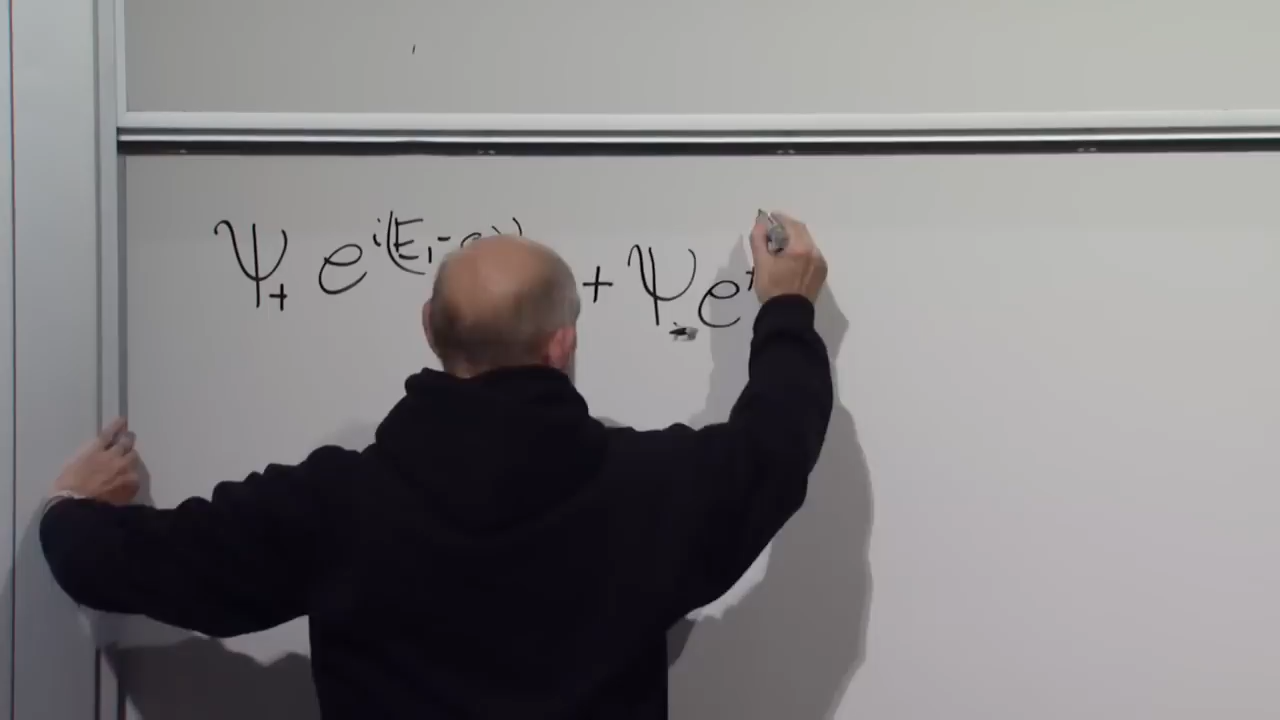 ψ₊ e^{i(E₁- e)} + ψ₋ e^{+